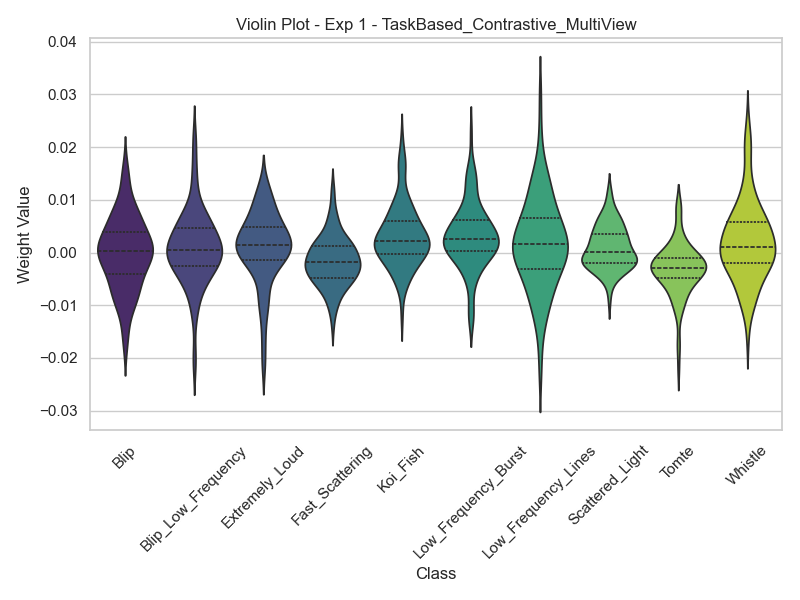 Violin Plot - Exp 1 - TaskBased_Contrastive_MultiView
0.04
0.03
0.02
0.01
0.00
−0.01
−0.02
−0.03
Weight Value
Blip
Blip_Low_Frequency
Extremely_Loud
Fast_Scattering
Koi_Fish
Low_Frequency_Burst
Low_Frequency_Lines
Scattered_Light
Tomte
Whistle
Class